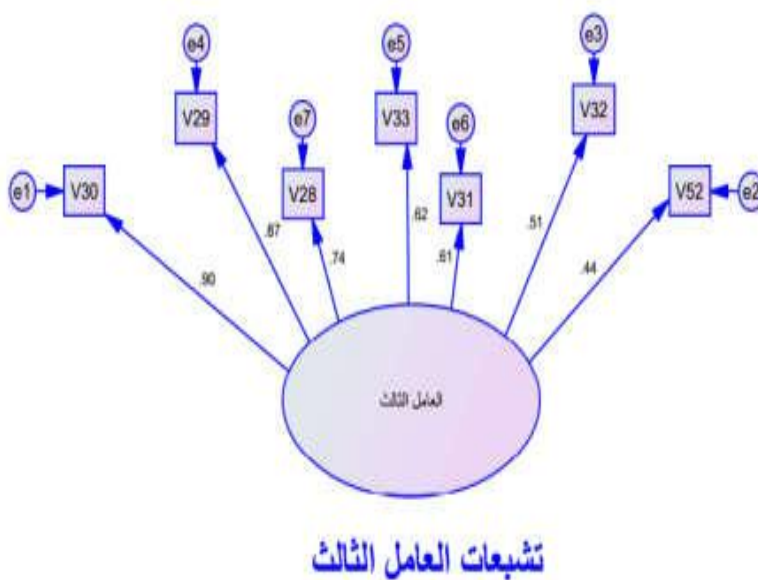 e4
e5
e3
V29
e7
V33
e6
V32
e1
V30
V28
V31
V52
e2
.87
.62
.51
.74
.61
.44
.90
العامل الثالث
تشبعات العامل الثالث